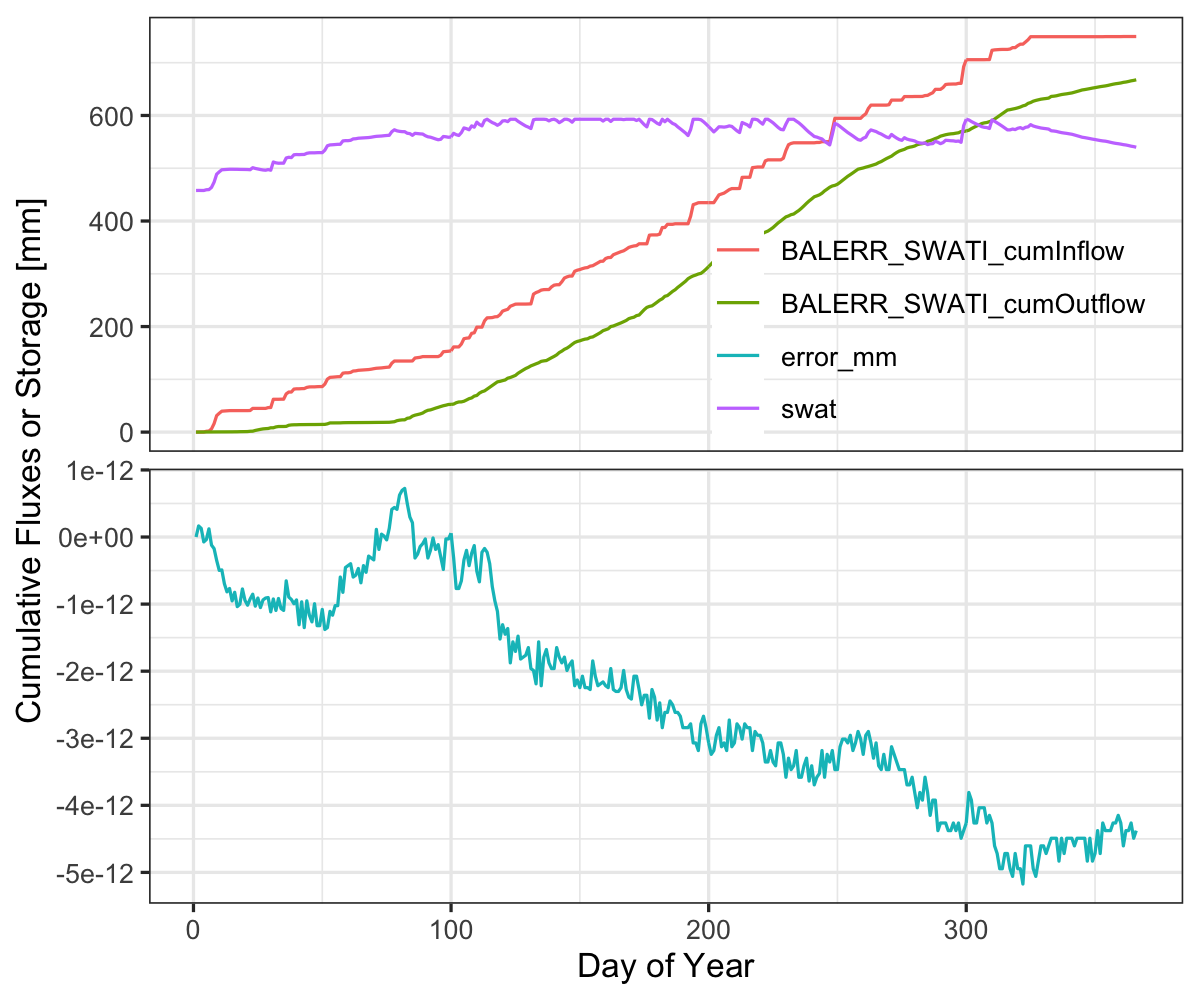 Cumulative Fluxes or Storage [mm]
600
400
200
0
BALERR_SWATI_cumInflow
BALERR_SWATI_cumOutflow
error_mm
swat
1e-12
0e+00
-1e-12
-2e-12
-3e-12
-4e-12
-5e-12
0 100 200 300
Day of Year